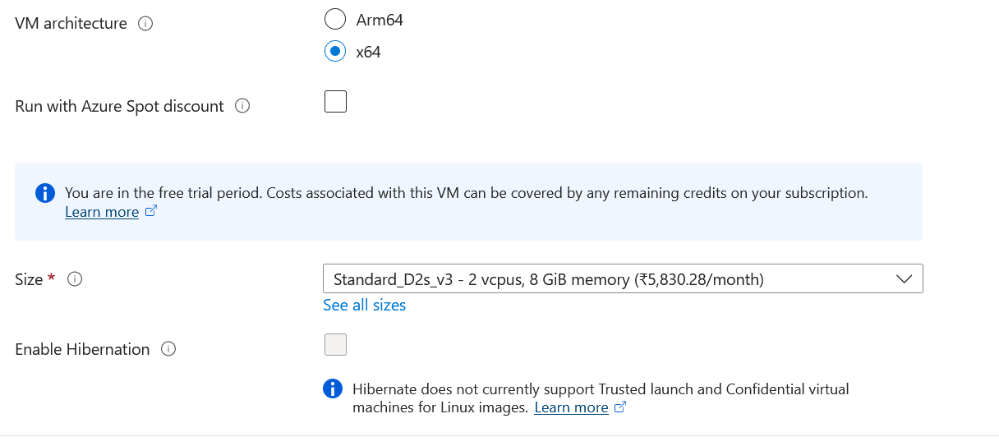 VM architecture
Arm64
x64
Run with Azure Spot discount
You are in the free trial period. Costs associated with this VM can be covered by any remaining credits on your subscription.
Learn more
Size *
Standard_D2s_v3 - 2 vcpus, 8 GiB memory (₹5,830.28/month)
See all sizes
Enable Hibernation
Hibernate does not currently support Trusted launch and Confidential virtual
machines for Linux images. Learn more